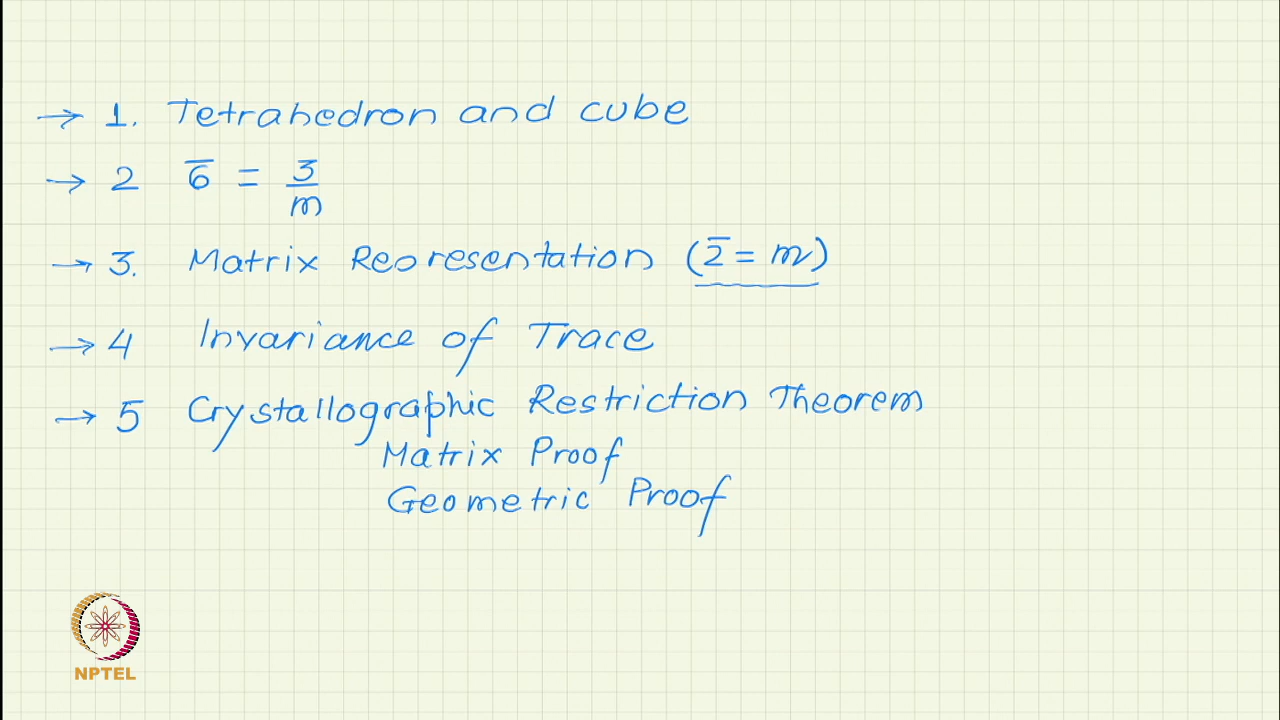 → 1. Tetrahedron and cube
→ 2 6̅ = 3/m
→ 3. Matrix Reoresentation (2̅ = m)
→ 4 Invariance of Trace
→ 5 Crystallographic Restriction Theorem
Matrix Proof
Geometric Proof
NPTEL